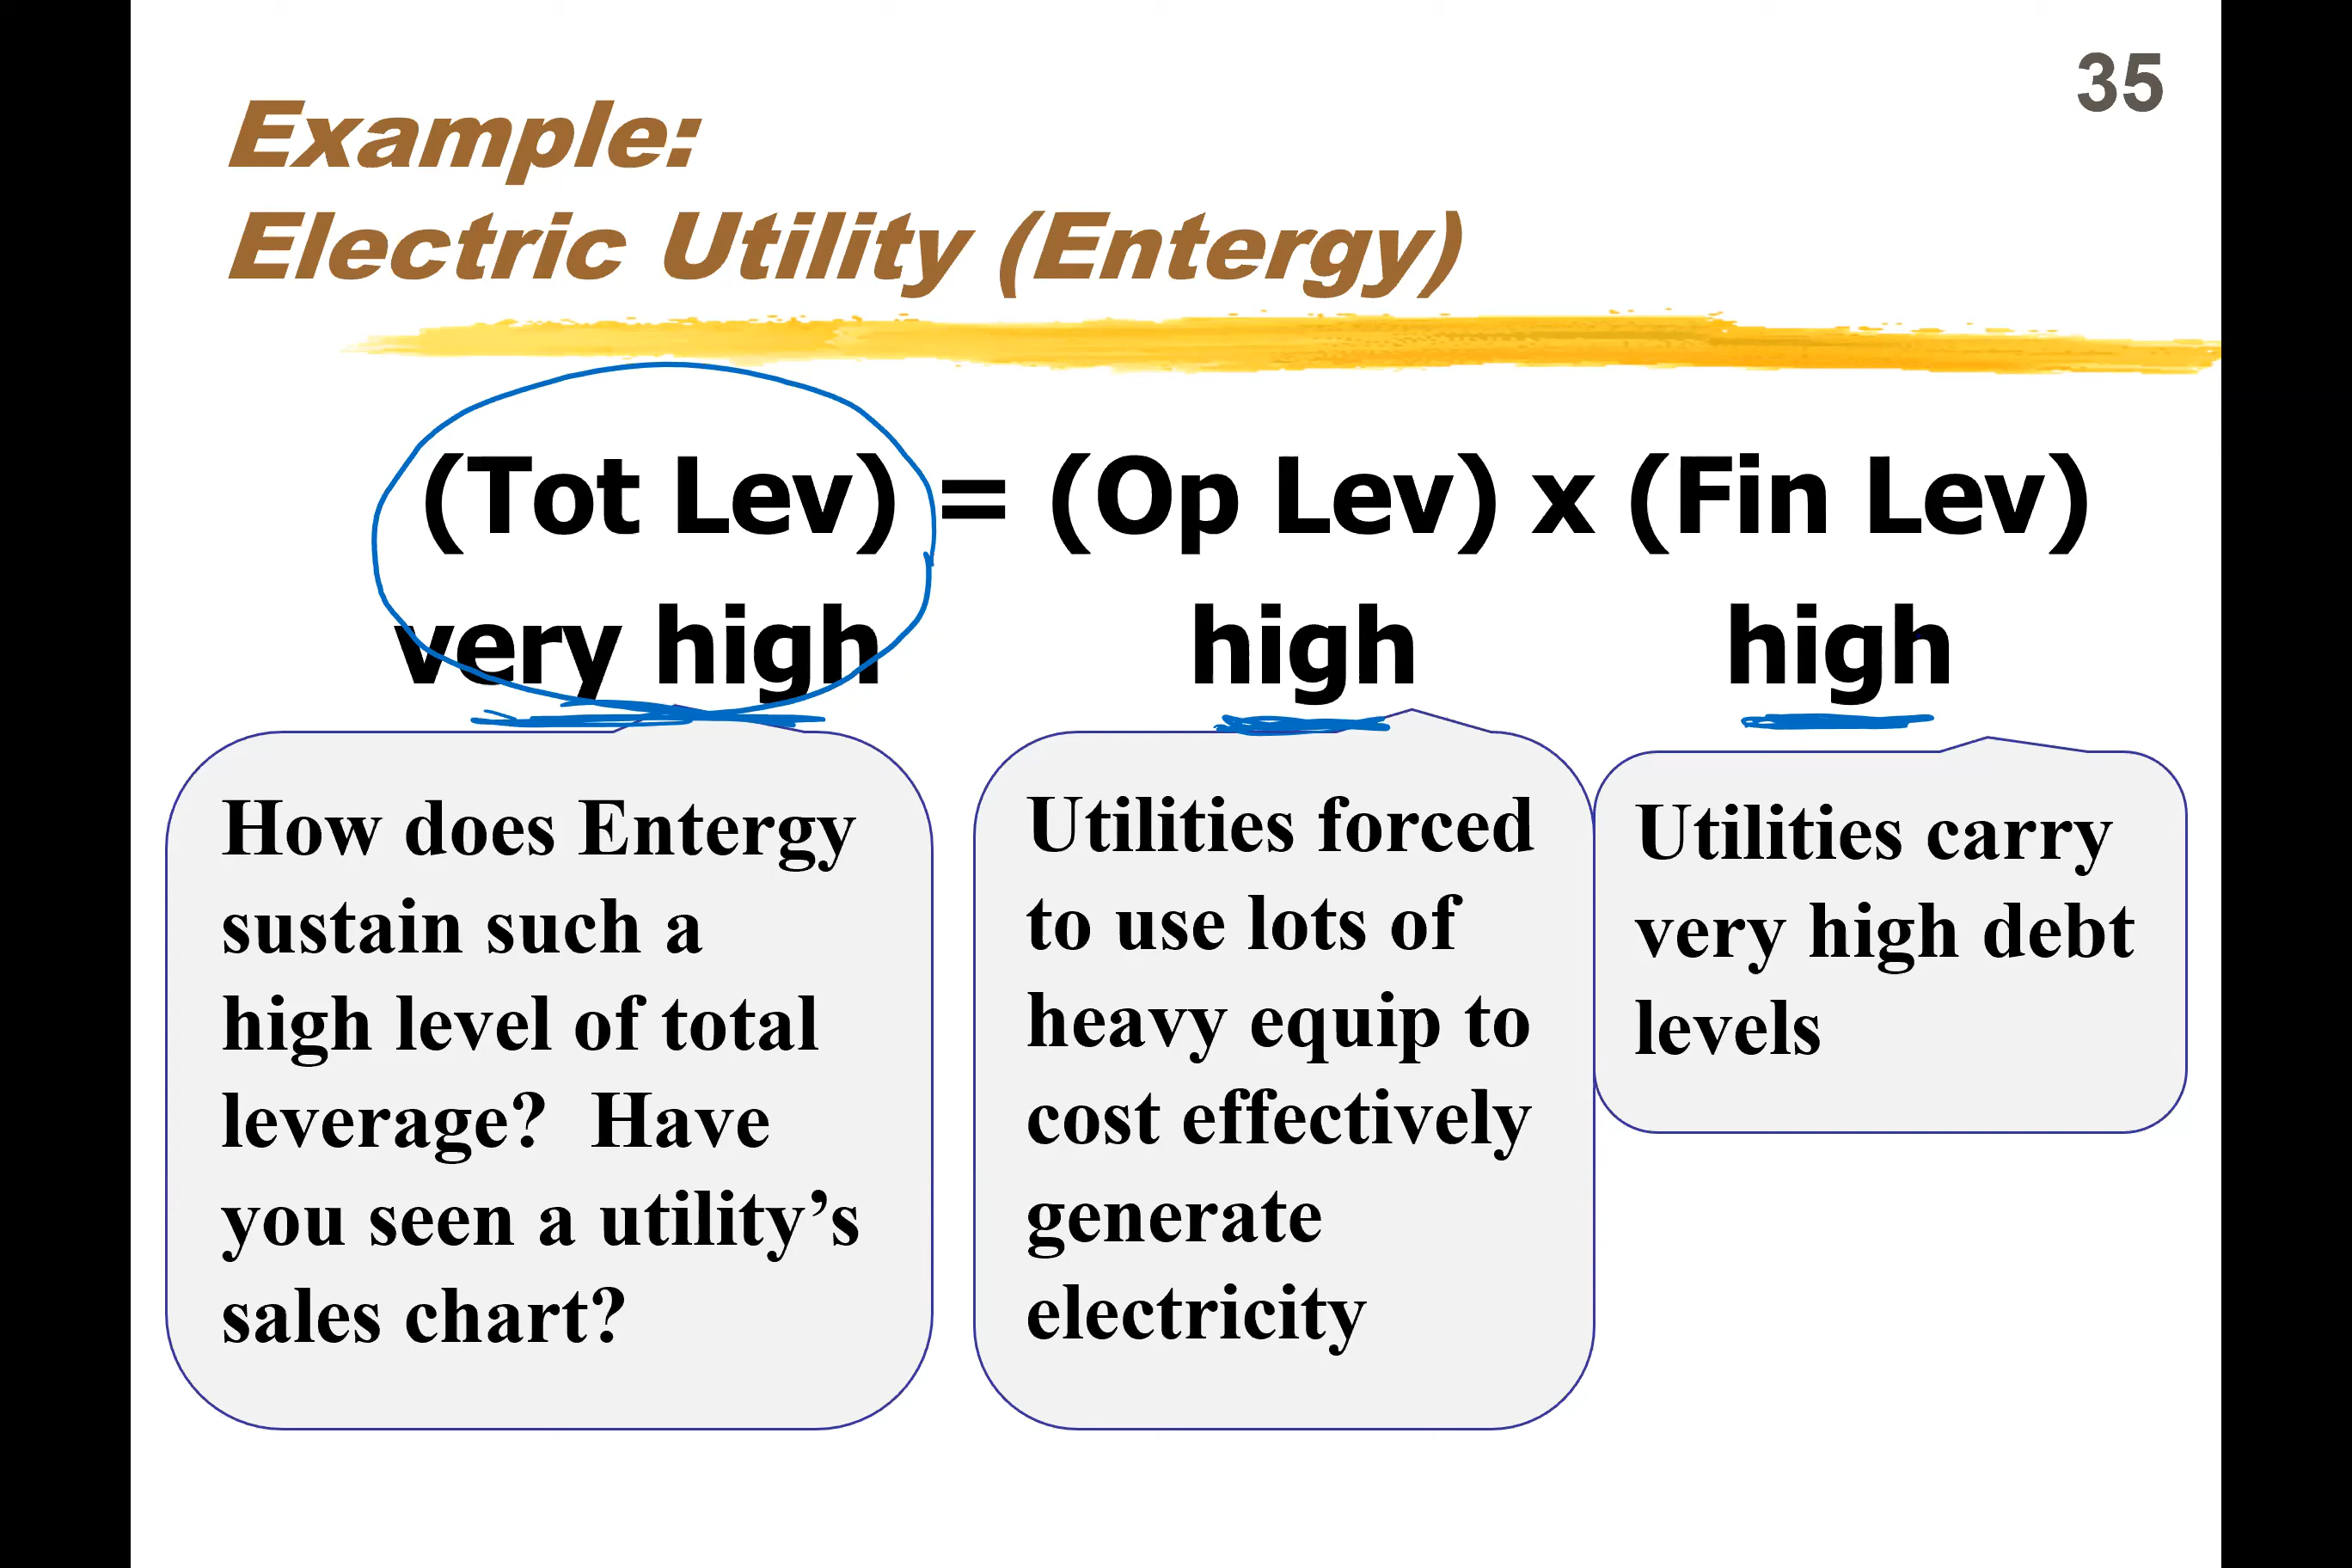 35
Example:
Electric Utility (Entergy)
(Tot Lev) = (Op Lev) x (Fin Lev)
very high high high
How does Entergy
sustain such a
high level of total
leverage?  Have
you seen a utility’s
sales chart?
Utilities forced
to use lots of
heavy equip to
cost effectively
generate
electricity
Utilities carry
very high debt
levels